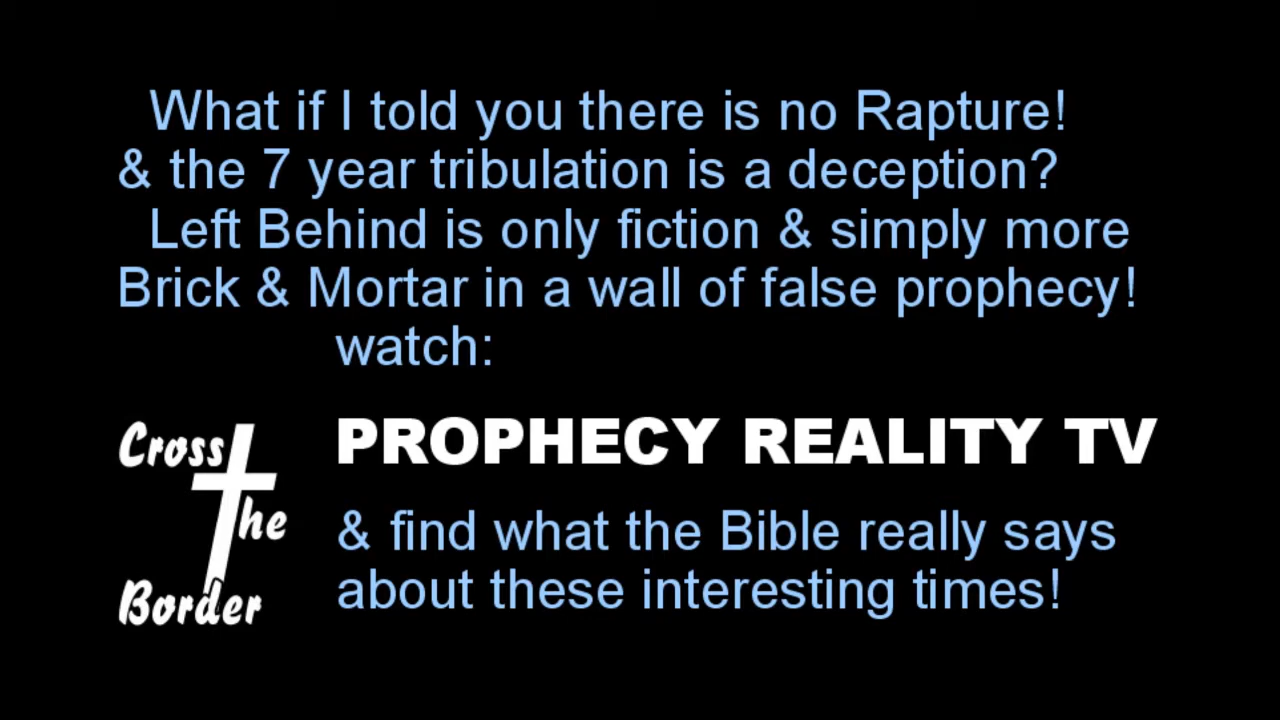 What if I told you there is no Rapture!
& the 7 year tribulation is a deception?
Left Behind is only fiction & simply more
Brick & Mortar in a wall of false prophecy!
watch:
PROPHECY REALITY TV
& find what the Bible really says
about these interesting times!
Cross
The
Border